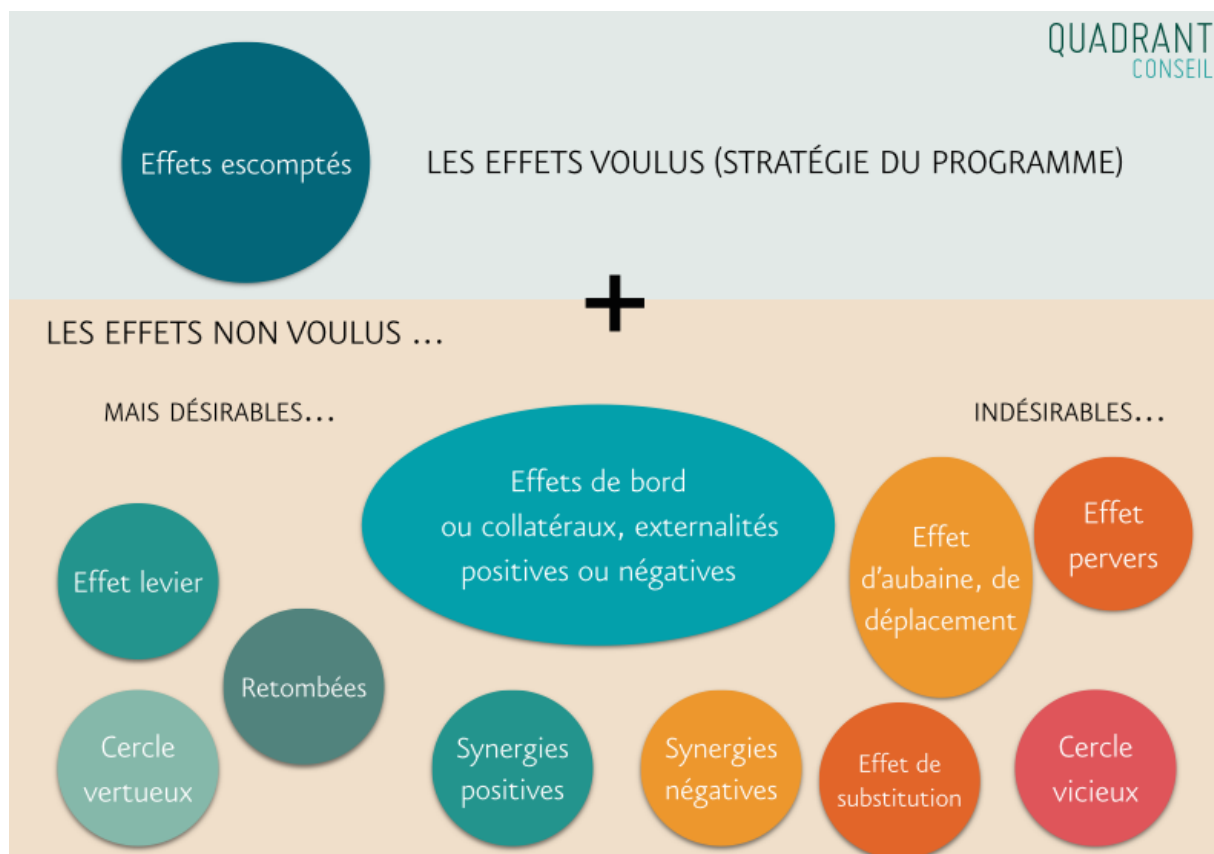 QUADRANT
CONSEIL
Effets escomptés
LES EFFETS VOULUS (STRATÉGIE DU PROGRAMME)
+
LES EFFETS NON VOULUS ...
MAIS DÉSIRABLES...
INDÉSIRABLES...
Effets de bord
ou collatéraux, externalités
positives ou négatives
Effet
d'aubaine, de
déplacement
Effet
pervers
Effet levier
Retombées
Cercle
vertueux
Synergies
positives
Synergies
négatives
Effet de
substitution
Cercle
vicieux